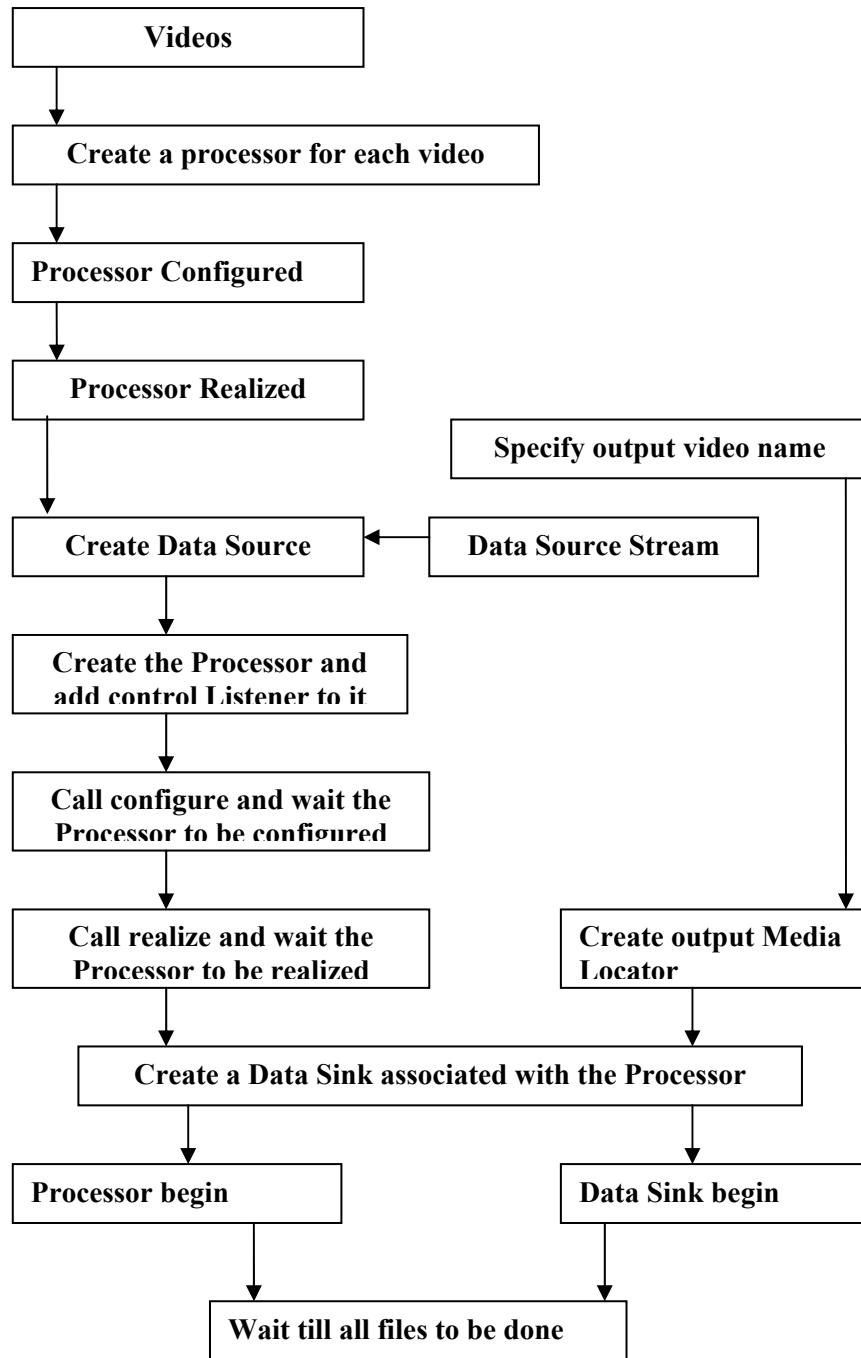 Videos
Create a processor for each video
Processor Configured
Processor Realized
Specify output video name
Create Data Source
Data Source Stream
Create the Processor and
add control Listener to it
Call configure and wait the
Processor to be configured
Call realize and wait the
Processor to be realized
Create output Media
Locator
Create a Data Sink associated with the Processor
Processor begin
Data Sink begin
Wait till all files to be done